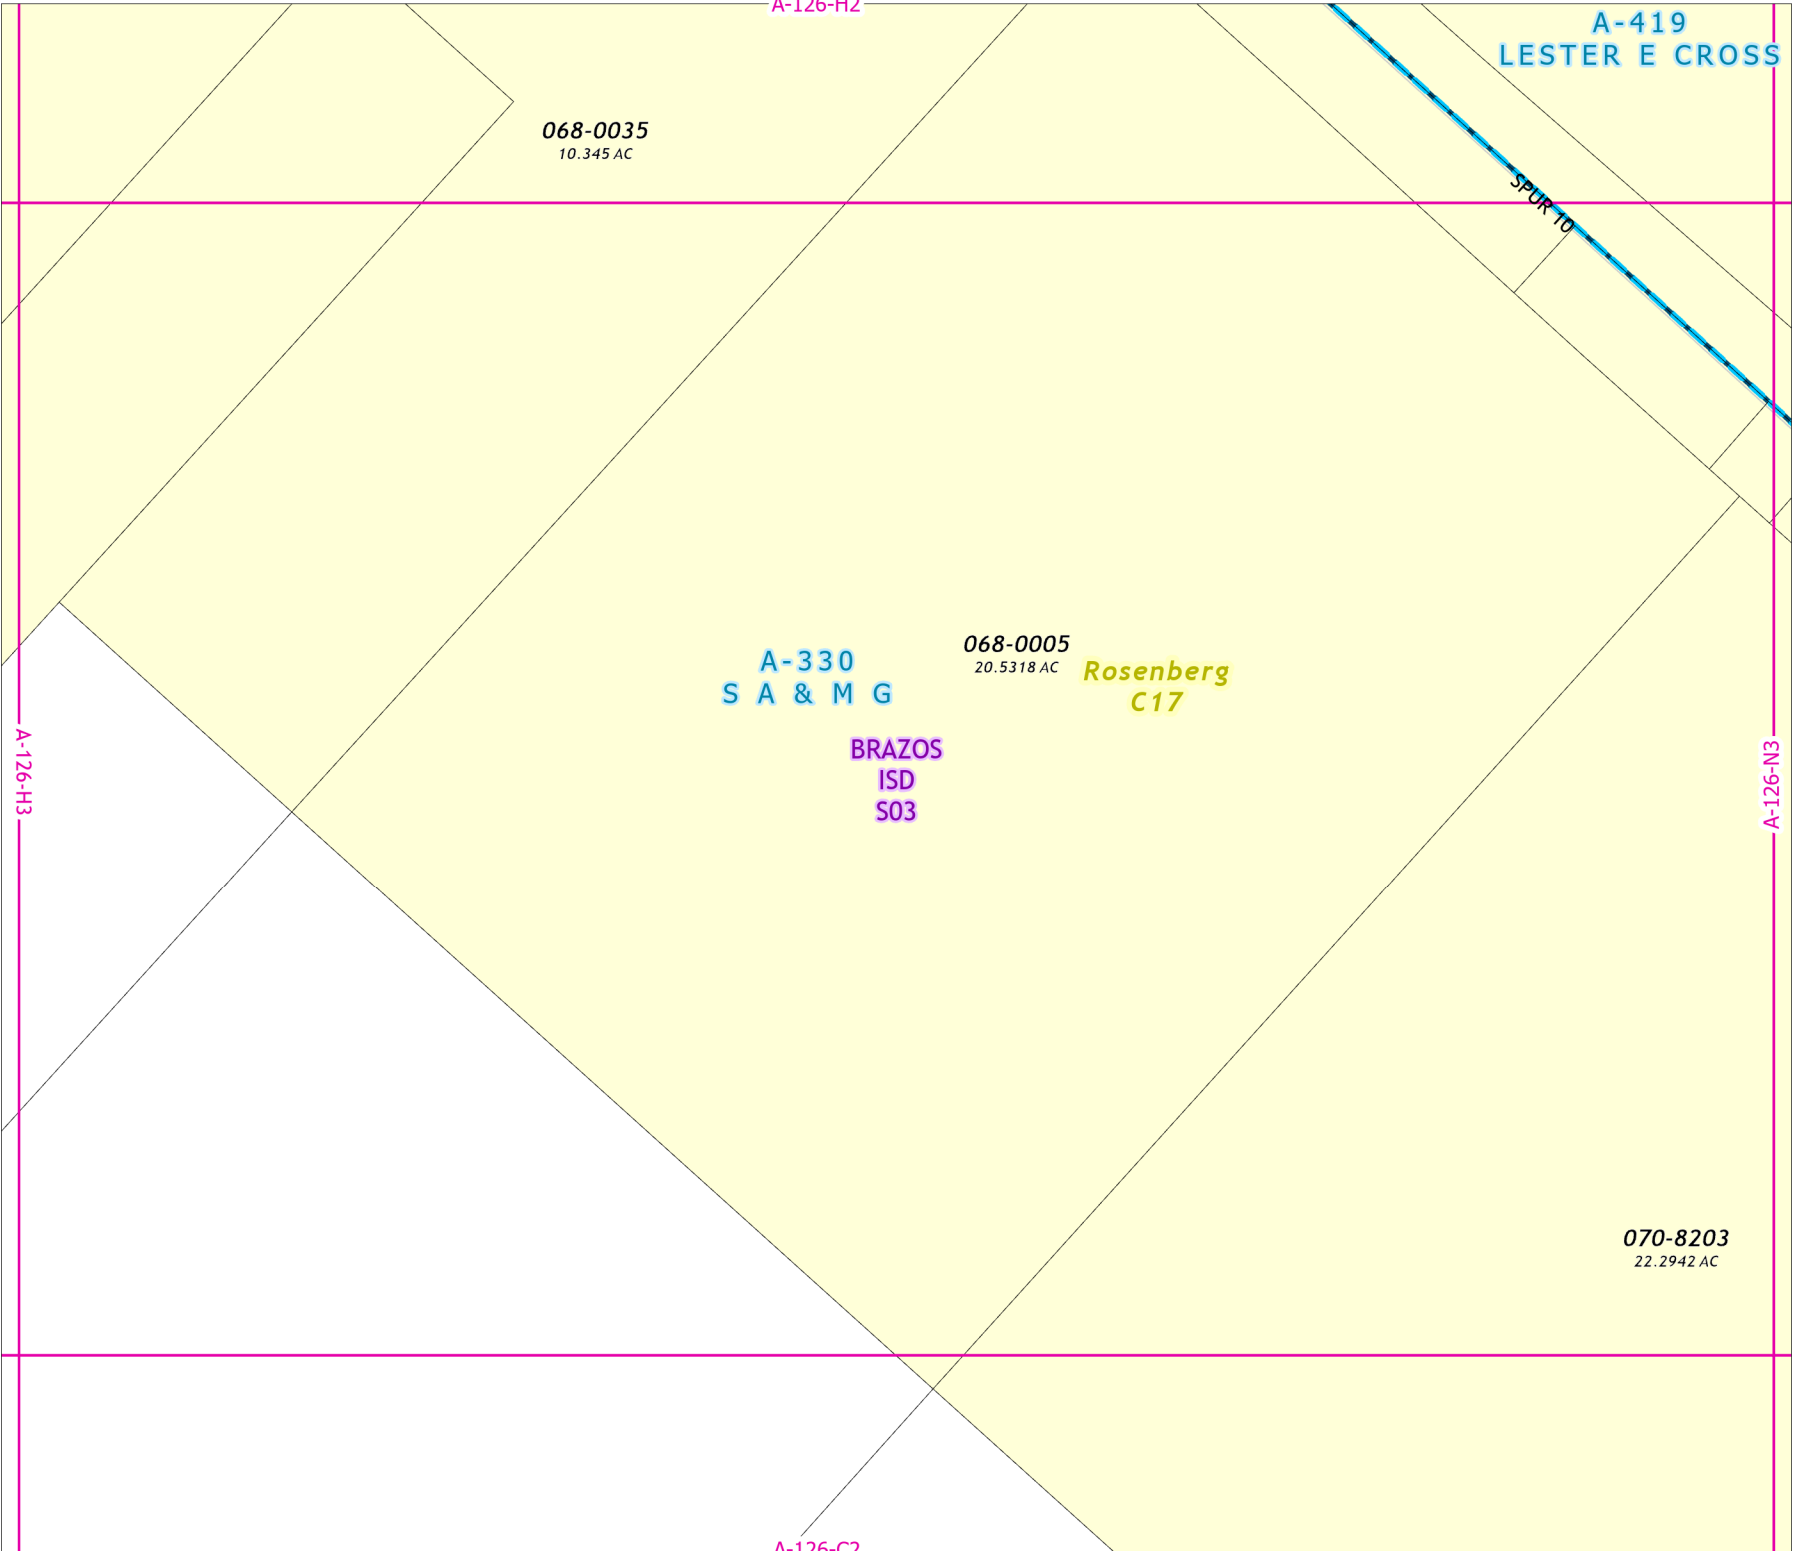 A-126-H2
A-419
LESTER E CROSS
068-0035
10.345 AC
SPUR 10
068-0005
20.5318 AC
A-330
S A & M G
Rosenberg
C17
BRAZOS
ISD
S03
A-126-H3
A-126-N3
070-8203
22.2942 AC
A-126-C2